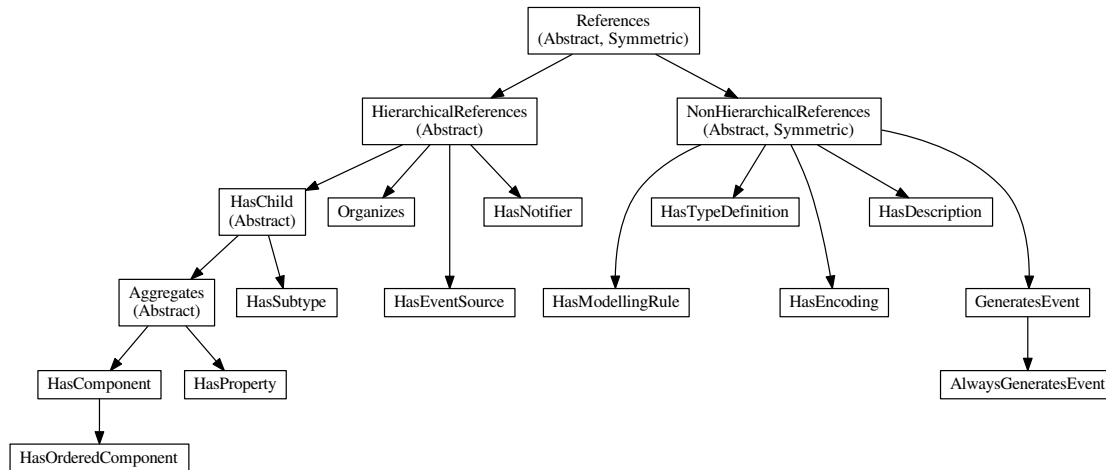 References
(Abstract, Symmetric)
HierarchicalReferences
(Abstract)
NonHierarchicalReferences
(Abstract, Symmetric)
HasChild
(Abstract)
Organizes
HasNotifier
HasTypeDefinition
HasDescription
Aggregates
(Abstract)
HasSubtype
HasEventSource
HasModellingRule
HasEncoding
GeneratesEvent
HasComponent
HasProperty
AlwaysGeneratesEvent
HasOrderedComponent